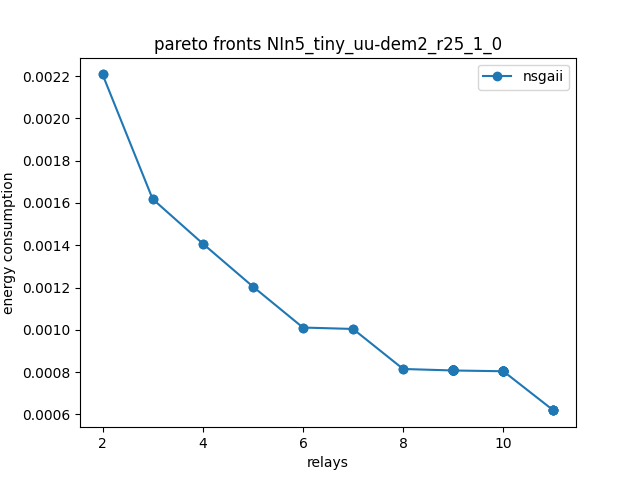 pareto fronts NIn5_tiny_uu-dem2_r25_1_0
nsgaii
energy consumption
0.0022
0.0020
0.0018
0.0016
0.0014
0.0012
0.0010
0.0008
0.0006
2 4 6 8 10
relays